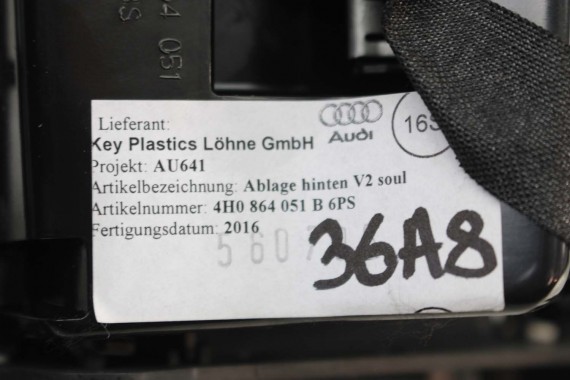 4 051
S
Lieferant:
Key Plastics Löhne GmbH
Audi
Projekt: AU641
Artikelbezeichnung: Ablage hinten V2 soul
Artikelnummer: 4H0 864 051 B 6PS
Fertigungsdatum: 2016
36A8